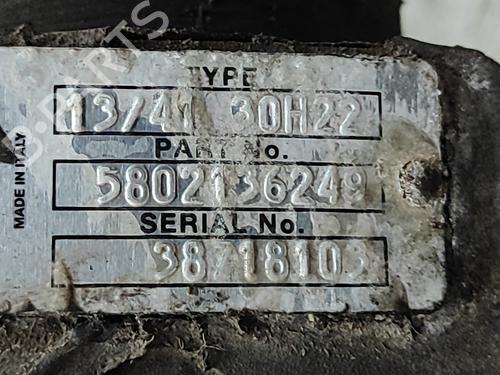 B-PARTS
TYPE
13/41 30H22
PART No.
5802136249
SERIAL No.
38718103
MADE IN ITALY